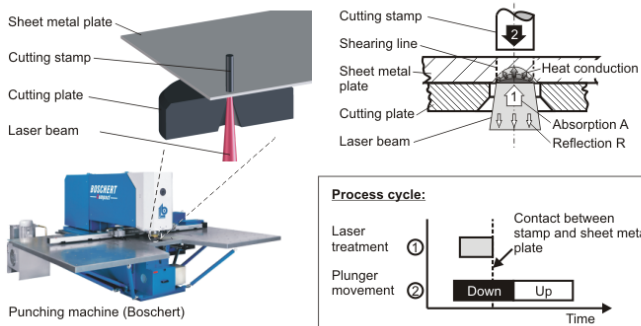 Sheet metal plate
Cutting stamp
Cutting plate
Laser beam
BOSCHERT
Punching machine (Boschert)
Cutting stamp
2
Shearing line
Heat conduction
Sheet metal
plate
1
Cutting plate
Absorption A
Laser beam
Reflection R
Process cycle:
Contact between
stamp and sheet meta
plate
Laser
treatment
1
Plunger
movement
2
Down
Up
Time